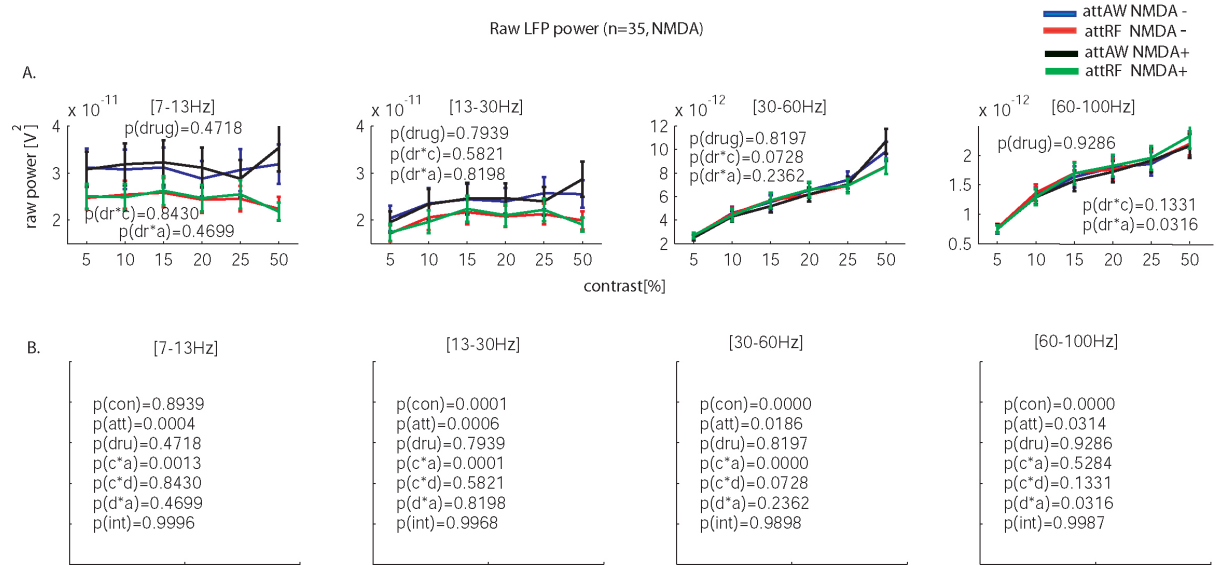 Raw LFP power (n=35, NMDA)
attAW NMDA -
attRF NMDA -
attAW NMDA+
attRF NMDA+
A.
x 10^-11
[7-13Hz]
p(drug)=0.4718
p(dr*c)=0.8430
p(dr*a)=0.4699
raw power [V^2]
4
3
2
5 10 15 20 25 50
x 10^-11
[13-30Hz]
p(drug)=0.7939
p(dr*c)=0.5821
p(dr*a)=0.8198
4
3
2
5 10 15 20 25 50
x 10^-12
[30-60Hz]
p(drug)=0.8197
p(dr*c)=0.0728
p(dr*a)=0.2362
12
10
8
6
4
2
5 10 15 20 25 50
x 10^-12
[60-100Hz]
p(drug)=0.9286
p(dr*c)=0.1331
p(dr*a)=0.0316
2
1.5
1
0.5
5 10 15 20 25 50
contrast[%]
B.
[7-13Hz]
p(con)=0.8939
p(att)=0.0004
p(dru)=0.4718
p(c*a)=0.0013
p(c*d)=0.8430
p(d*a)=0.4699
p(int)=0.9996
[13-30Hz]
p(con)=0.0001
p(att)=0.0006
p(dru)=0.7939
p(c*a)=0.0001
p(c*d)=0.5821
p(d*a)=0.8198
p(int)=0.9968
[30-60Hz]
p(con)=0.0000
p(att)=0.0186
p(dru)=0.8197
p(c*a)=0.0000
p(c*d)=0.0728
p(d*a)=0.2362
p(int)=0.9898
[60-100Hz]
p(con)=0.0000
p(att)=0.0314
p(dru)=0.9286
p(c*a)=0.5284
p(c*d)=0.1331
p(d*a)=0.0316
p(int)=0.9987